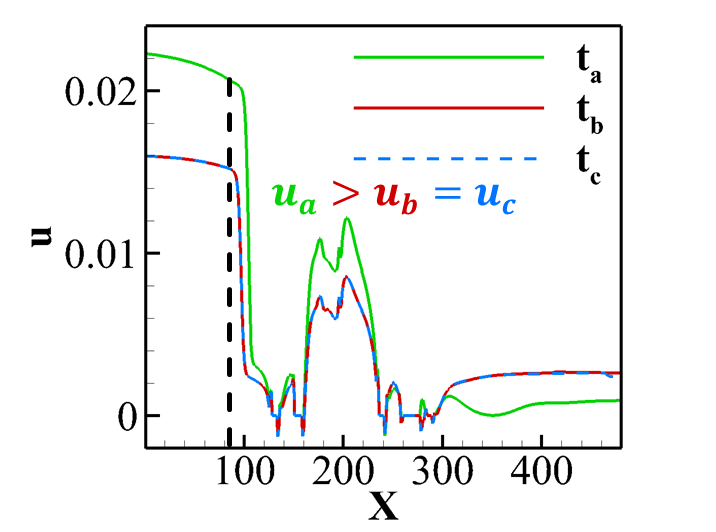 0.02
0.01
0
u
t_a
t_b
t_c
u_a > u_b = u_c
100 200 300 400
X